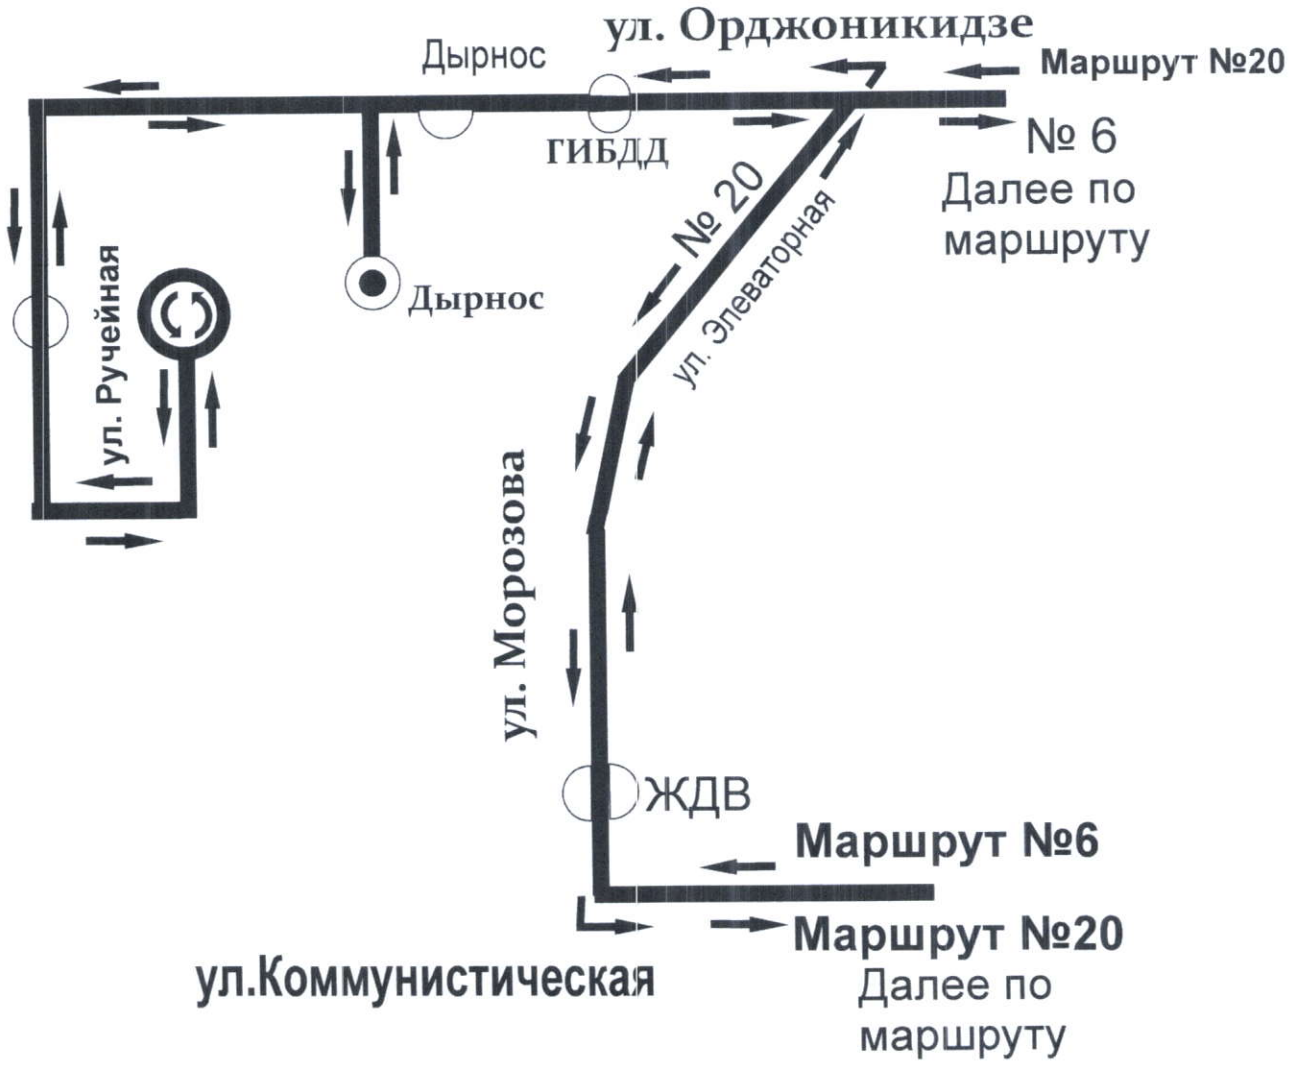 ул. Орджоникидзе
Дырнос
Маршрут №20
ГИБДД
№ 6
Далее по
маршруту
№ 20
ул. Элеваторная
Дырнос
ул. Ручейная
ул. Морозова
ЖДВ
Маршрут №6
Маршрут №20
Далее по
маршруту
ул.Коммунистическая